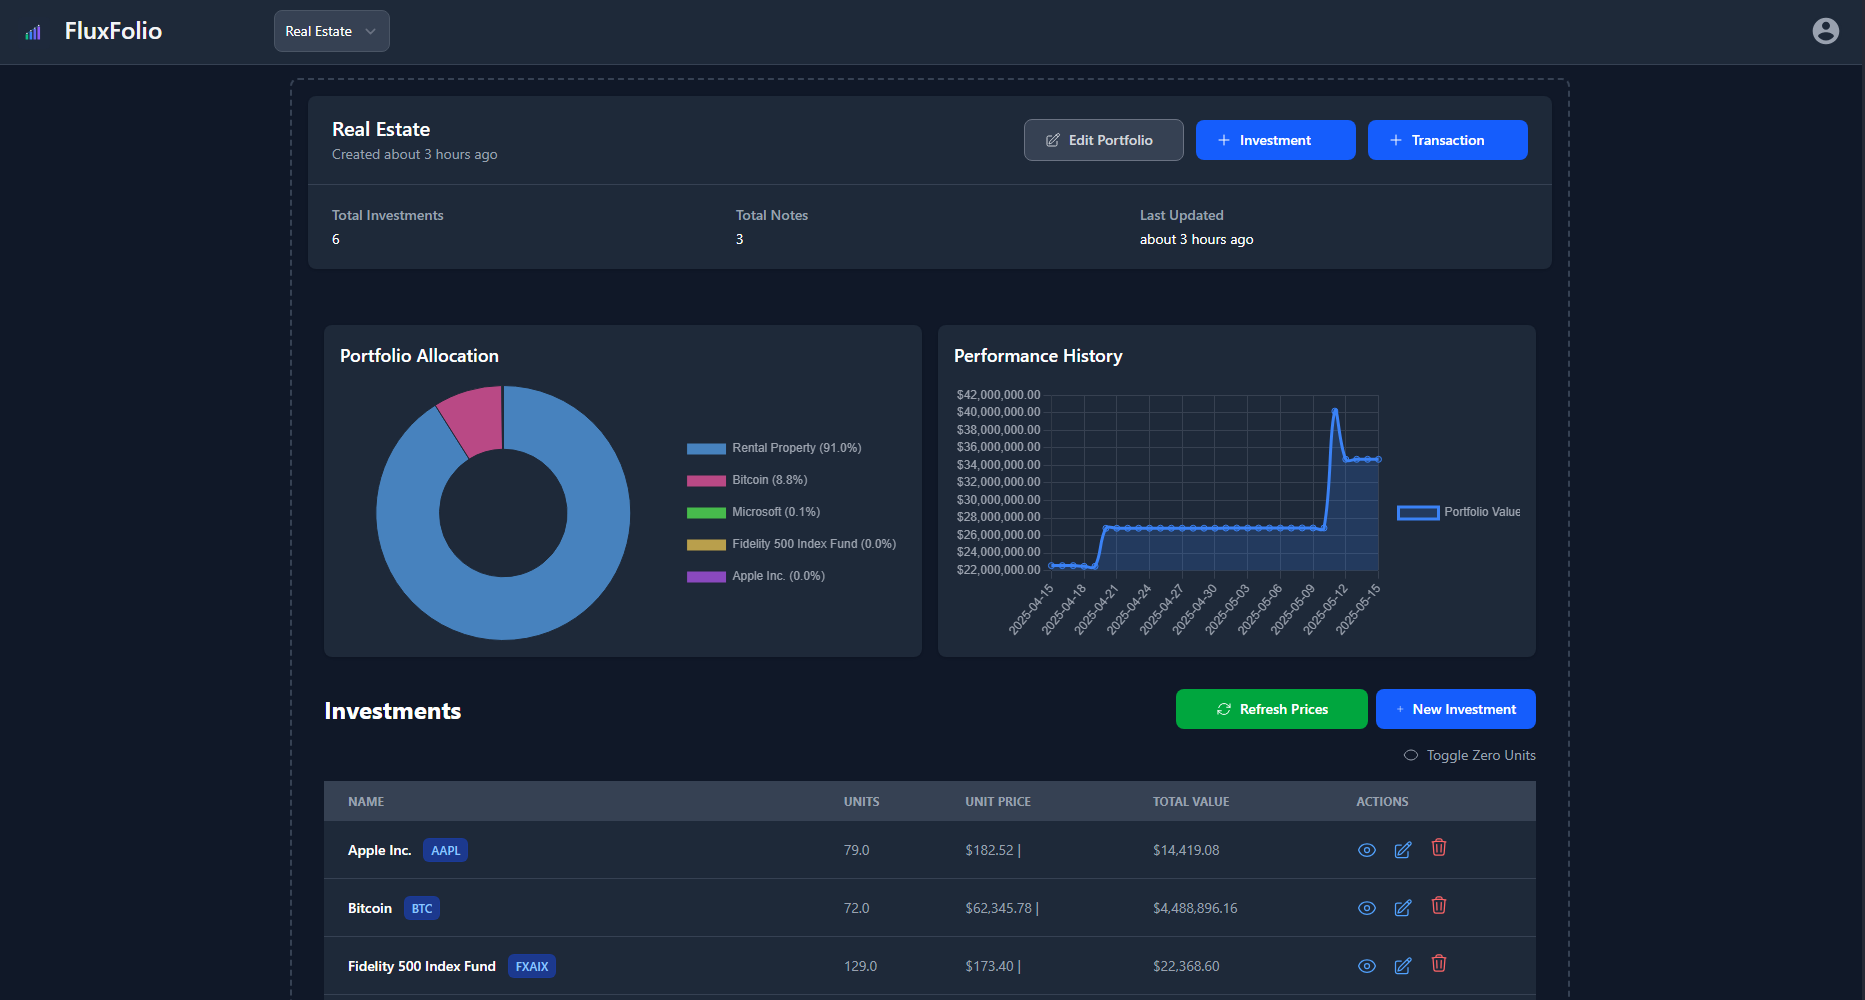 FluxFolio
Real Estate
Real Estate
Created about 3 hours ago
Edit Portfolio
Investment
Transaction
Total Investments
6
Total Notes
3
Last Updated
about 3 hours ago
Portfolio Allocation
Rental Property (91.0%)
Bitcoin (8.8%)
Microsoft (0.1%)
Fidelity 500 Index Fund (0.0%)
Apple Inc. (0.0%)
Performance History
$42,000,000.00
$40,000,000.00
$38,000,000.00
$36,000,000.00
$34,000,000.00
$32,000,000.00
$30,000,000.00
$28,000,000.00
$26,000,000.00
$24,000,000.00
$22,000,000.00
2025-04-15
2025-04-18
2025-04-21
2025-04-24
2025-04-27
2025-04-30
2025-05-03
2025-05-06
2025-05-09
2025-05-12
2025-05-15
Portfolio Value
Investments
Refresh Prices
+ New Investment
Toggle Zero Units
NAME UNITS UNIT PRICE TOTAL VALUE ACTIONS
Apple Inc. AAPL 79.0 $182.52 | $14,419.08
Bitcoin BTC 72.0 $62,345.78 | $4,488,896.16
Fidelity 500 Index Fund FXAIX 129.0 $173.40 | $22,368.60